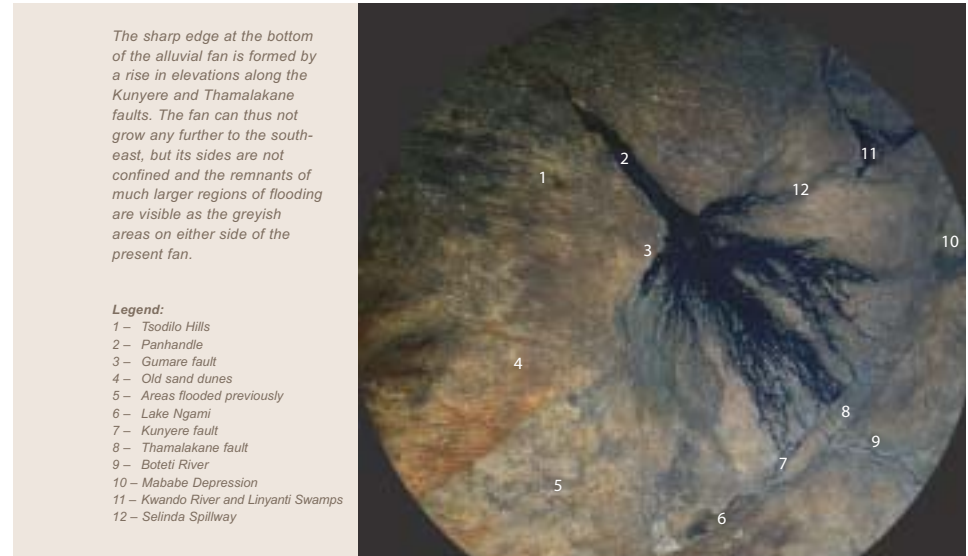 The sharp edge at the bottom
of the alluvial fan is formed by
a rise in elevations along the
Kunyere and Thamalakane
faults. The fan can thus not
grow any further to the south-
east, but its sides are not
confined and the remnants of
much larger regions of flooding
are visible as the greyish
areas on either side of the
present fan.
Legend:
1 – Tsodilo Hills
2 – Panhandle
3 – Gumare fault
4 – Old sand dunes
5 – Areas flooded previously
6 – Lake Ngami
7 – Kunyere fault
8 – Thamalakane fault
9 – Boteti River
10 – Mababe Depression
11 – Kwando River and Linyanti Swamps
12 – Selinda Spillway
11
2
1
12
10
3
4
8
9
7
5
6